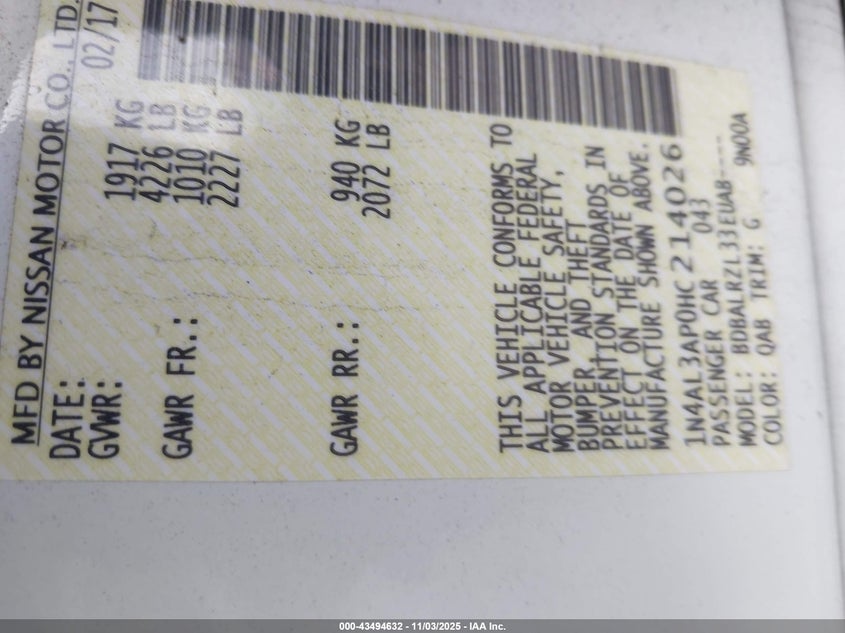 MFD BY NISSAN MOTOR CO., LTD.
DATE: 02/17
GVWR: 1917 KG
4226 LB
GAWR FR.: 1010 KG
2227 LB
GAWR RR.: 940 KG
2072 LB
THIS VEHICLE CONFORMS TO
ALL APPLICABLE FEDERAL
MOTOR VEHICLE SAFETY,
BUMPER, AND THEFT
PREVENTION STANDARDS IN
EFFECT ON THE DATE OF
MANUFACTURE SHOWN ABOVE.
1N4AL3AP0HC214026
PASSENGER CAR 043
MODEL: BDBALRZL33EUAB----
COLOR: QAB TRIM: G 9N00A
000-43494632 - 11/03/2025 - IAA Inc.